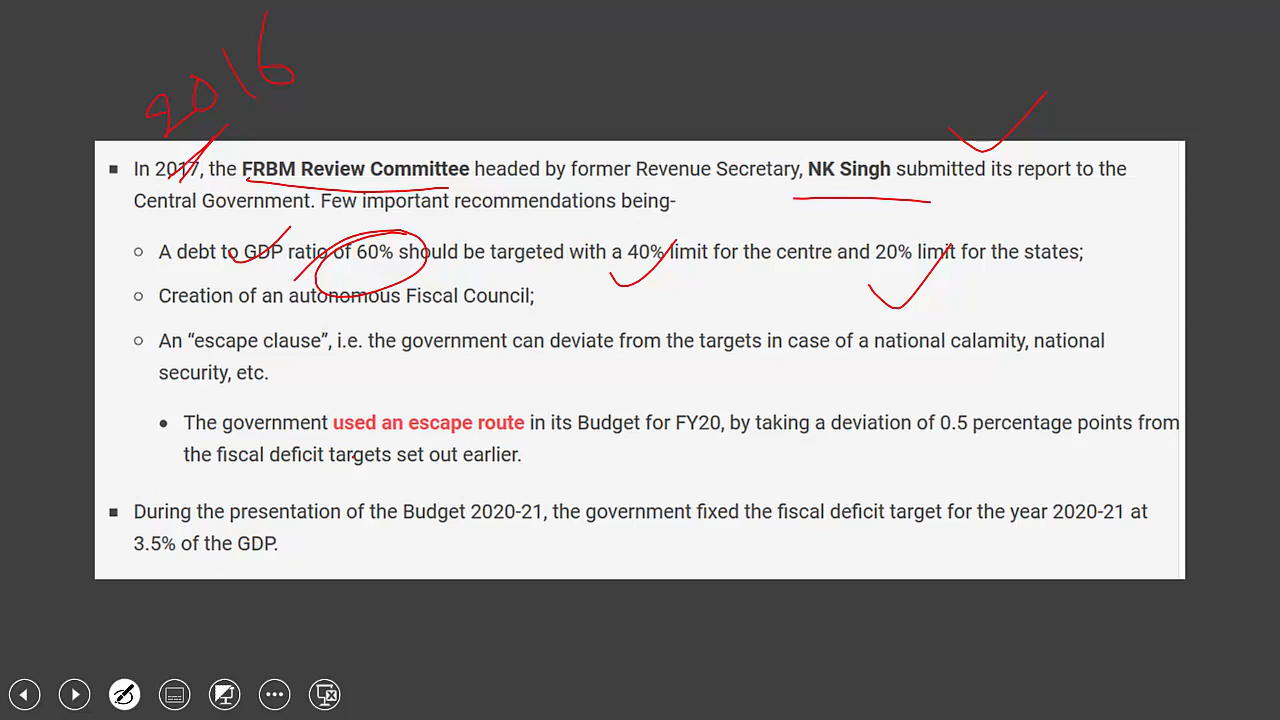 2016
In 2017, the FRBM Review Committee headed by former Revenue Secretary, NK Singh submitted its report to the
Central Government. Few important recommendations being-
A debt to GDP ratio of 60% should be targeted with a 40% limit for the centre and 20% limit for the states;
Creation of an autonomous Fiscal Council;
An “escape clause”, i.e. the government can deviate from the targets in case of a national calamity, national
security, etc.
The government used an escape route in its Budget for FY20, by taking a deviation of 0.5 percentage points from
the fiscal deficit targets set out earlier.
During the presentation of the Budget 2020-21, the government fixed the fiscal deficit target for the year 2020-21 at
3.5% of the GDP.